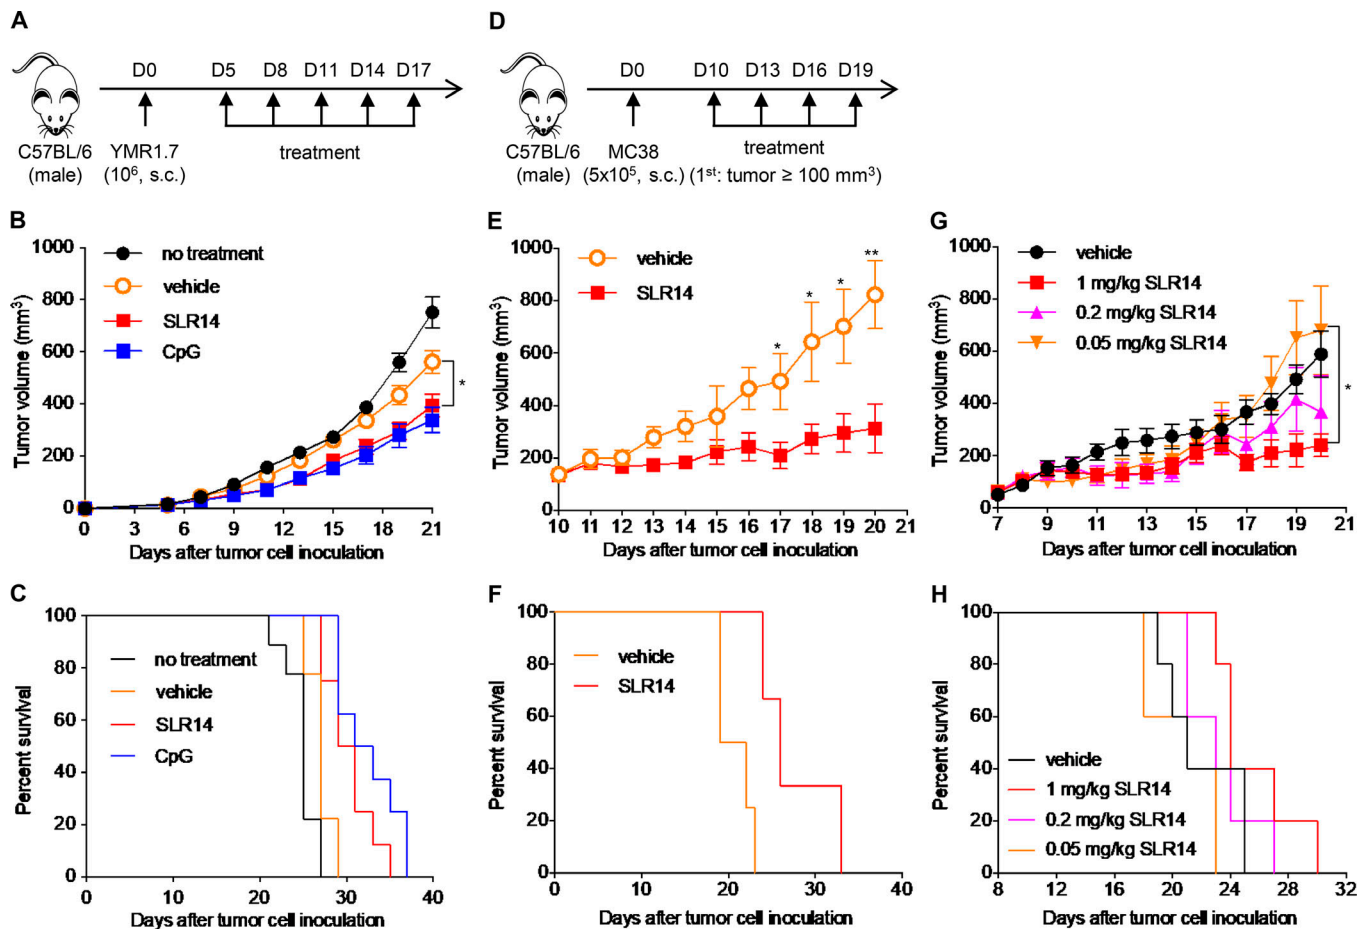 A
D0 D5 D8 D11 D14 D17
C57BL/6 YMR1.7 treatment
(male) (10⁶, s.c.)
D
D0 D10 D13 D16 D19
C57BL/6 MC38 treatment
(male) (5x10⁵, s.c.) (1ˢᵗ: tumor ≥ 100 mm³)
B
1000
800
600
400
200
0
Tumor volume (mm³)
no treatment
vehicle
SLR14
CpG
*
0 3 6 9 12 15 18 21
Days after tumor cell inoculation
E
1000
800
600
400
200
0
Tumor volume (mm³)
vehicle
SLR14
* * * **
10 11 12 13 14 15 16 17 18 19 20 21
Days after tumor cell inoculation
G
1000
800
600
400
200
0
Tumor volume (mm³)
vehicle
1 mg/kg SLR14
0.2 mg/kg SLR14
0.05 mg/kg SLR14
*
7 9 11 13 15 17 19 21
Days after tumor cell inoculation
C
100
80
60
40
20
0
Percent survival
no treatment
vehicle
SLR14
CpG
0 10 20 30 40
Days after tumor cell inoculation
F
100
80
60
40
20
0
Percent survival
vehicle
SLR14
0 10 20 30 40
Days after tumor cell inoculation
H
100
80
60
40
20
0
Percent survival
vehicle
1 mg/kg SLR14
0.2 mg/kg SLR14
0.05 mg/kg SLR14
8 12 16 20 24 28 32
Days after tumor cell inoculation